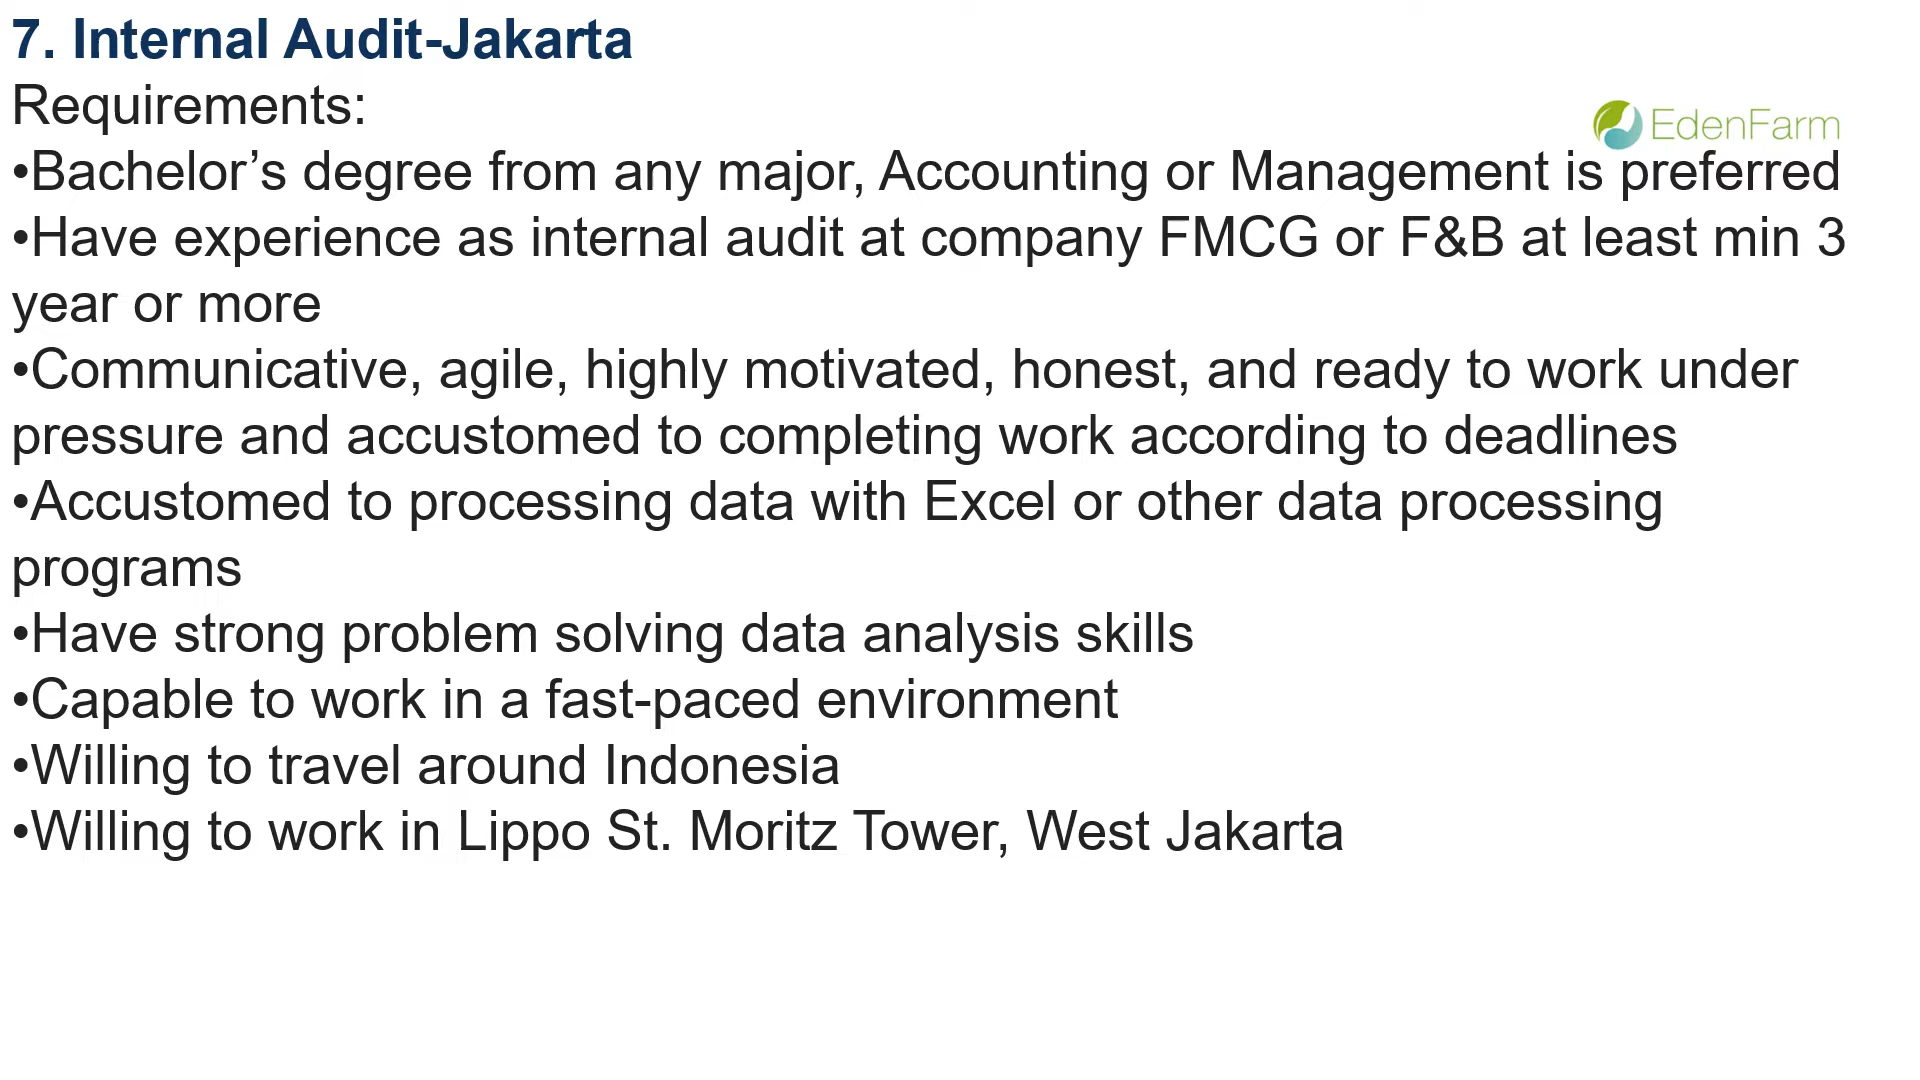 7. Internal Audit-Jakarta
Requirements:
EdenFarm
•Bachelor’s degree from any major, Accounting or Management is preferred
•Have experience as internal audit at company FMCG or F&B at least min 3
year or more
•Communicative, agile, highly motivated, honest, and ready to work under
pressure and accustomed to completing work according to deadlines
•Accustomed to processing data with Excel or other data processing
programs
•Have strong problem solving data analysis skills
•Capable to work in a fast-paced environment
•Willing to travel around Indonesia
•Willing to work in Lippo St. Moritz Tower, West Jakarta